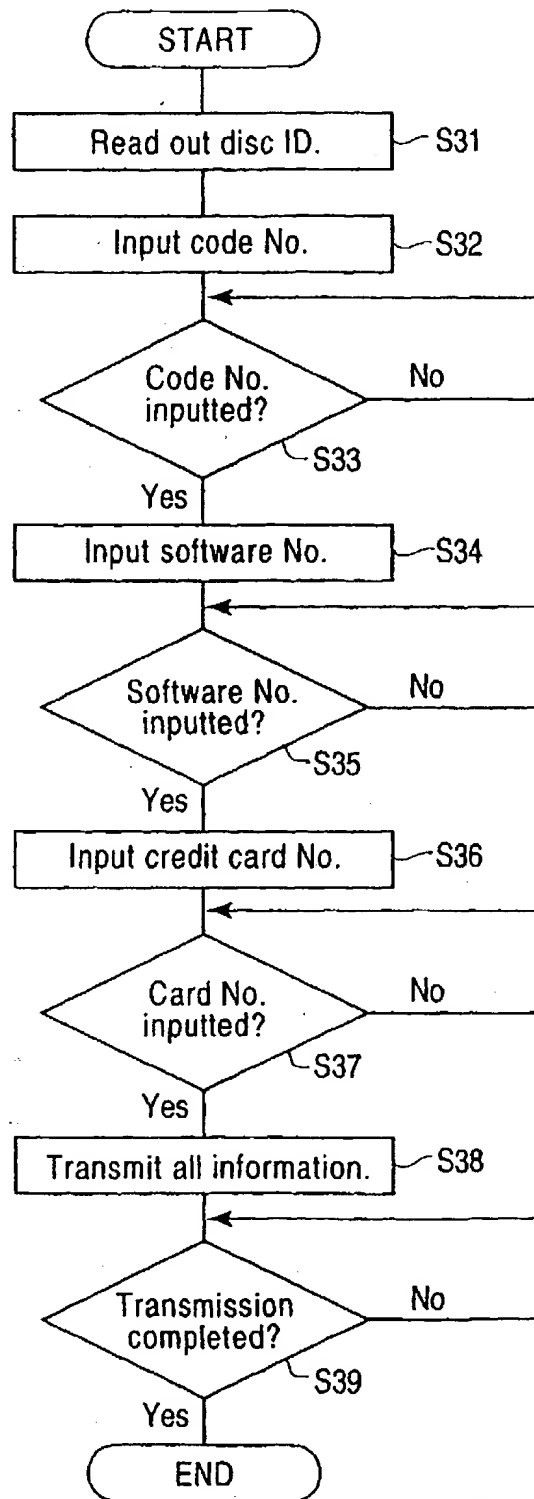 START
Read out disc ID.
S31
Input code No.
S32
Code No.
inputted?
No
S33
Yes
Input software No.
S34
Software No.
inputted?
No
S35
Yes
Input credit card No.
S36
Card No.
inputted?
No
S37
Yes
Transmit all information.
S38
Transmission
completed?
No
S39
Yes
END